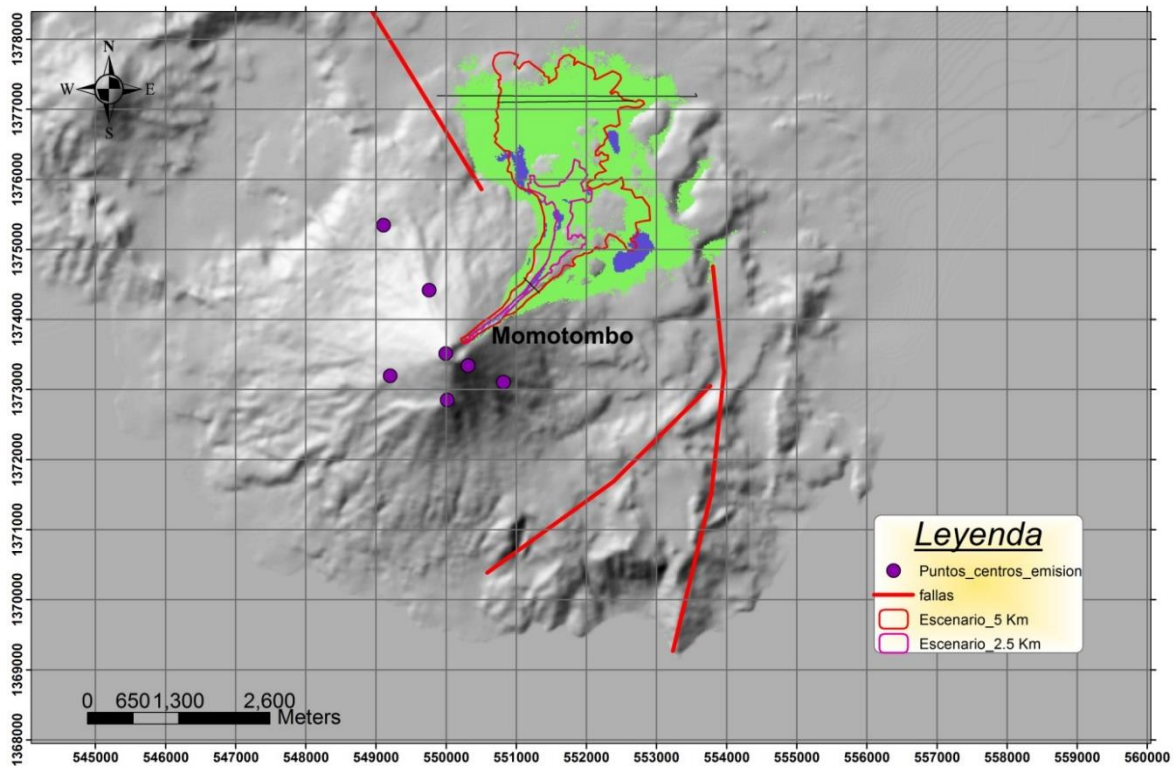 1378000
1377000
1376000
1375000
1374000
1373000
1372000
1371000
1370000
1369000
1368000
N
W E
S
Momotombo
Leyenda
Puntos_centros_emision
fallas
Escenario_5 Km
Escenario_2.5 Km
0 650 1,300 2,600
Meters
545000 546000 547000 548000 549000 550000 551000 552000 553000 554000 555000 556000 557000 558000 559000 560000